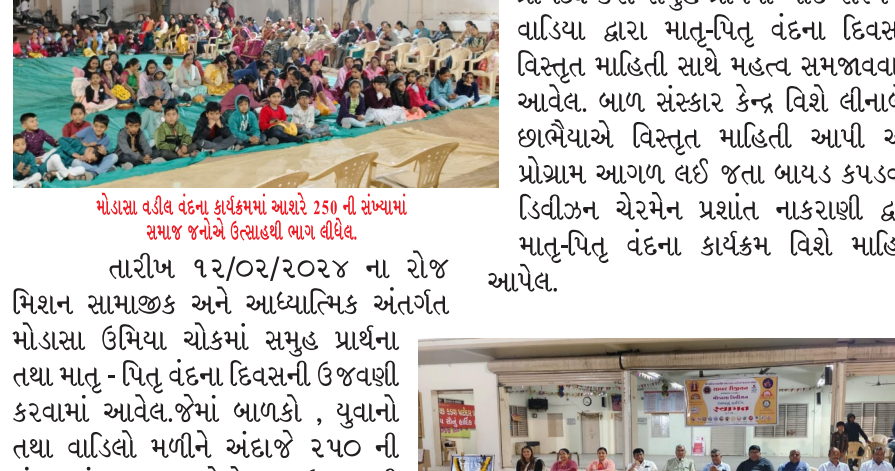 મોડાસા વડીલ વંદના કાર્યક્રમમાં આશરે 250 ની સંખ્યામાં
સમાજ જનોએ ઉત્સાહથી ભાગ લીધેલ.
તારીખ ૧૨/૦૨/૨૦૨૪ ના રોજ
મિશન સામાજીક અને આધ્યાત્મિક અંતર્ગત
મોડાસા ઉમિયા ચોકમાં સમુહ પ્રાર્થના
તથા માતૃ - પિતૃ વંદના દિવસની ઉજવણી
કરવામાં આવેલ.જેમાં બાળકો , યુવાનો
તથા વાડિલો મળીને અંદાજે ૨૫૦ ની
વાડિયા દ્વારા માતૃ-પિતૃ વંદના દિવસ
વિસ્તૃત માહિતી સાથે મહત્વ સમજાવવા
આવેલ. બાળ સંસ્કાર કેન્દ્ર વિશે
છાભૈયાએ વિસ્તૃત માહિતી આપી
પ્રોગ્રામ આગળ લઈ જતા બાયડ
ડિવીઝન ચેરમેન પ્રશાંત નાકરાણી
માતૃ-પિતૃ વંદના કાર્યક્રમ વિશે
આપેલ.
સ્વાગત